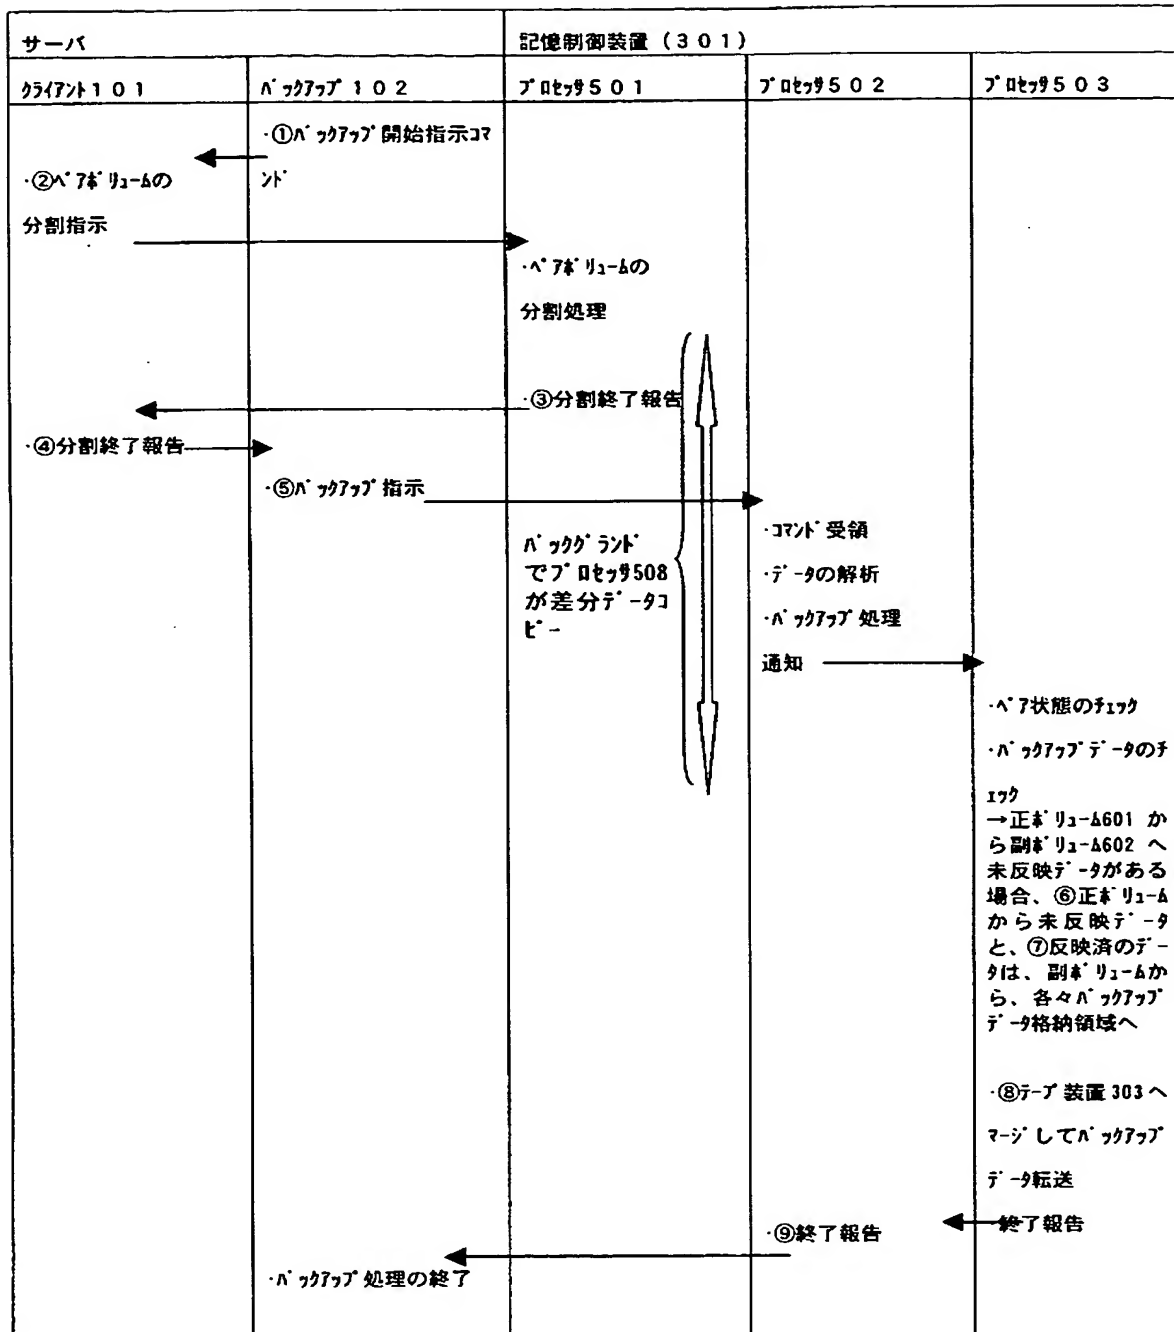 サーバ
記憶制御装置（３０１）
ｸﾗｲｱﾝﾄ１０１
ﾊﾞｯｸｱｯﾌﾟ１０２
ﾌﾟﾛｾｯｻ５０１
ﾌﾟﾛｾｯｻ５０２
ﾌﾟﾛｾｯｻ５０３
・①ﾊﾞｯｸｱｯﾌﾟ開始指示ｺﾏ
ﾝﾄﾞ
・②ﾍﾟｱﾎﾞﾘｭｰﾑの
分割指示
・ﾍﾟｱﾎﾞﾘｭｰﾑの
分割処理
・③分割終了報告
・④分割終了報告
・⑤ﾊﾞｯｸｱｯﾌﾟ指示
ﾊﾞｯｸｸﾞﾗﾝﾄﾞ
でﾌﾟﾛｾｯｻ508
が差分ﾃﾞｰﾀｺ
ﾋﾟｰ
・ｺﾏﾝﾄﾞ受領
・ﾃﾞｰﾀの解析
・ﾊﾞｯｸｱｯﾌﾟ処理
通知
・ﾍﾟｱ状態のﾁｪｯｸ
・ﾊﾞｯｸｱｯﾌﾟﾃﾞｰﾀのﾁ
ｪｯｸ
→正ﾎﾞﾘｭｰﾑ601 か
ら副ﾎﾞﾘｭｰﾑ602 へ
未反映ﾃﾞｰﾀがある
場合、⑥正ﾎﾞﾘｭｰﾑ
から未反映ﾃﾞｰﾀ
と、⑦反映済のﾃﾞｰ
ﾀは、副ﾎﾞﾘｭｰﾑか
ら、各々ﾊﾞｯｸｱｯﾌﾟ
ﾃﾞｰﾀ格納領域へ
・⑧ﾃｰﾌﾟ装置 303 へ
ﾏｰｼﾞしてﾊﾞｯｸｱｯﾌﾟ
ﾃﾞｰﾀ転送
終了報告
・⑨終了報告
・ﾊﾞｯｸｱｯﾌﾟ処理の終了